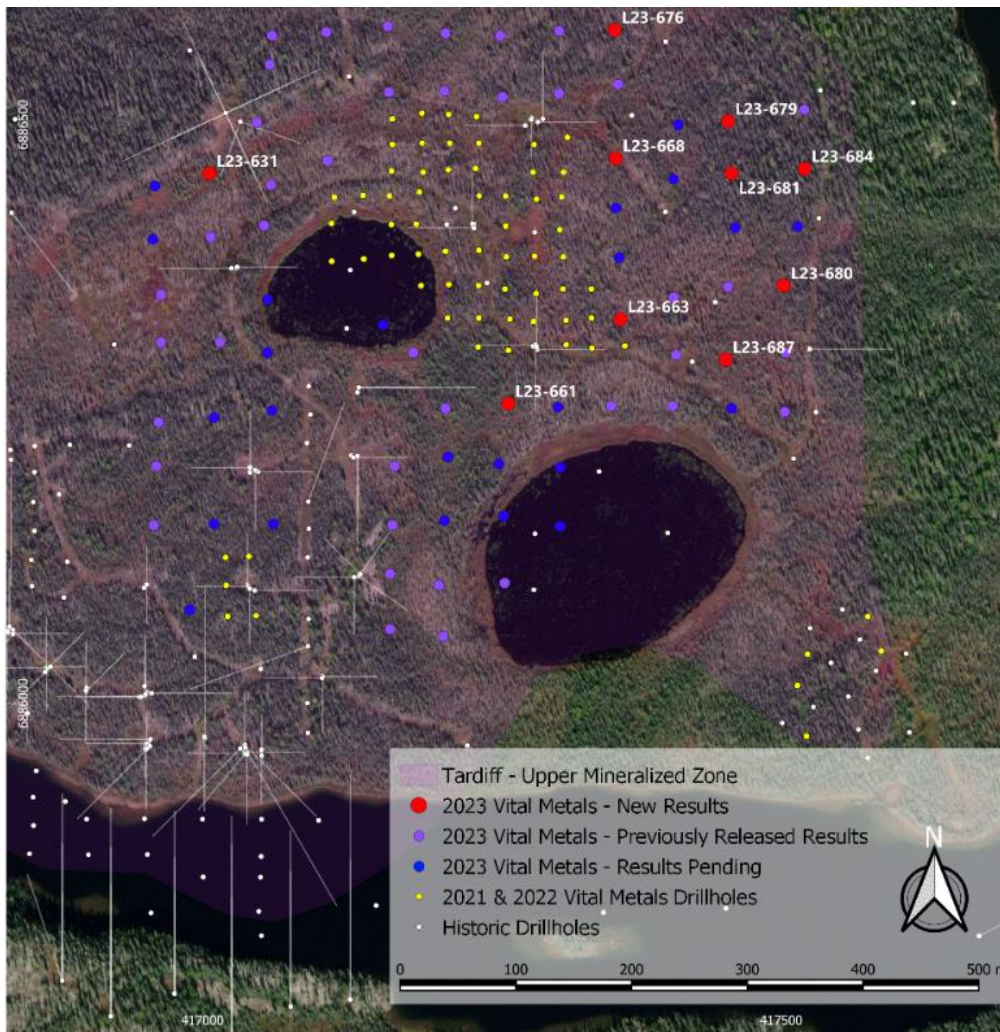 L23-676
6886500
L23-679
L23-668
L23-684
L23-631
L23-681
L23-680
L23-663
L23-687
L23-661
6886000
Tardiff - Upper Mineralized Zone
2023 Vital Metals - New Results
2023 Vital Metals - Previously Released Results
2023 Vital Metals - Results Pending
2021 & 2022 Vital Metals Drillholes
Historic Drillholes
N
0 100 200 300 400 500 m
417000 417500